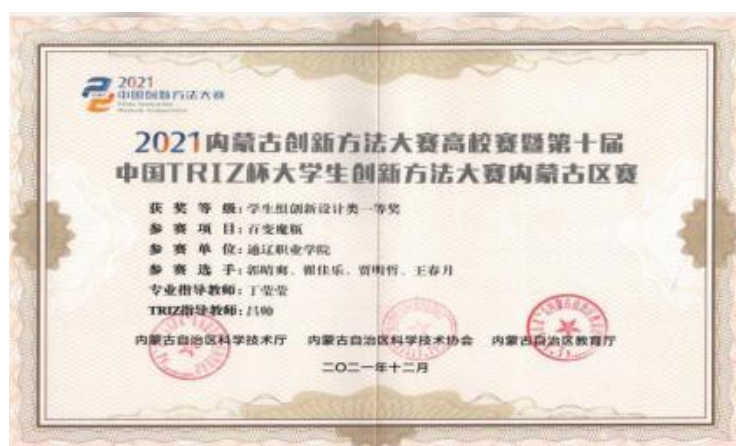 2021
中国创新方法大赛
2021内蒙古创新方法大赛高校赛暨第十届
中国TRIZ杯大学生创新方法大赛内蒙古区赛
获奖等级：学生组创新设计类一等奖
参赛项目：百变魔瓶
参赛单位：通辽职业学院
参赛选手：郭晴爽、翟佳乐、贾明哲、王春月
专业指导教师：丁莹莹
TRIZ指导教师：吕帅
内蒙古自治区科学技术厅 内蒙古自治区科学技术协会 内蒙古自治区教育厅
二〇二一年十二月